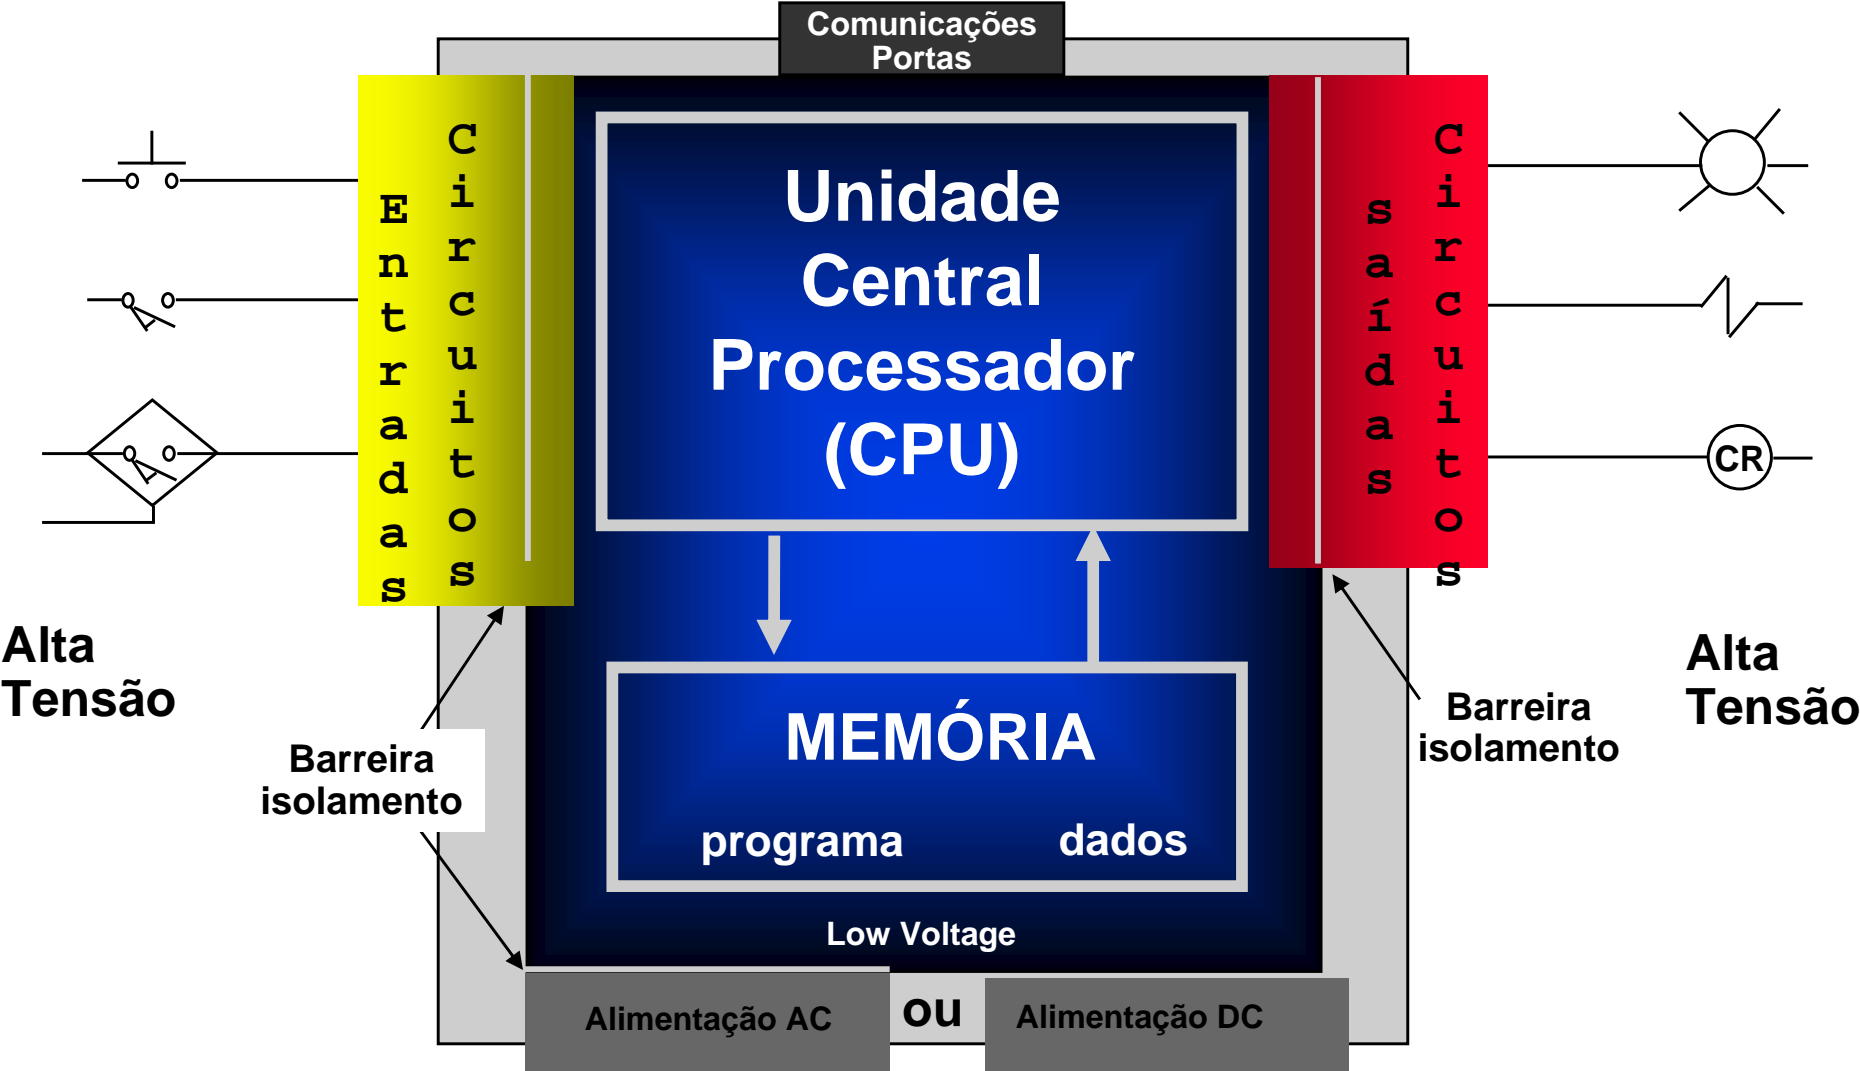 Comunicações
Portas
Entradas
Circuitos
Unidade
Central
Processador
(CPU)
saídas
Circuitos
CR
Alta
Tensão
Barreira
isolamento
MEMÓRIA
programa dados
Low Voltage
Barreira
isolamento
Alta
Tensão
Alimentação AC
ou
Alimentação DC